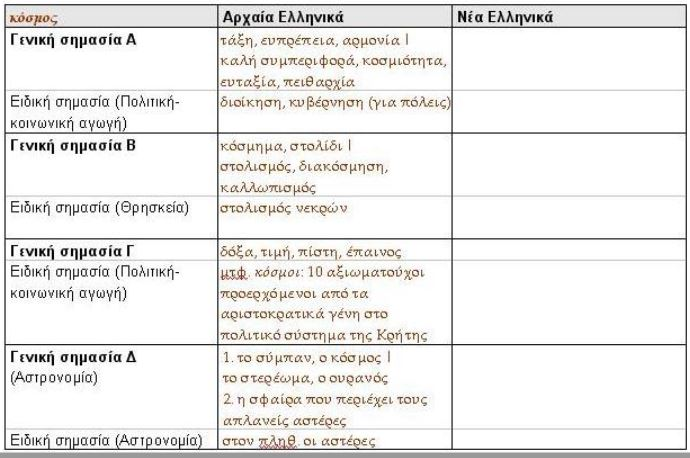 κόσμος Αρχαία Ελληνικά Νέα Ελληνικά
Γενική σημασία Α τάξη, ευπρέπεια, αρμονία |
καλή συμπεριφορά, κοσμιότητα,
ευταξία, πειθαρχία
Ειδική σημασία (Πολιτική- διοίκηση, κυβέρνηση (για πόλεις)
κοινωνική αγωγή)
Γενική σημασία Β κόσμημα, στολίδι |
στολισμός, διακόσμηση,
καλλωπισμός
Ειδική σημασία (Θρησκεία) στολισμός νεκρών
Γενική σημασία Γ δόξα, τιμή, πίστη, έπαινος
Ειδική σημασία (Πολιτική- μτφ. κόσμοι: 10 αξιωματούχοι
κοινωνική αγωγή) προερχόμενοι από τα
αριστοκρατικά γένη στο
πολιτικό σύστημα της Κρήτης
Γενική σημασία Δ 1. το σύμπαν, ο κόσμος |
(Αστρονομία) το στερέωμα, ο ουρανός
2. η σφαίρα που περιέχει τους
απλανείς αστέρες
Ειδική σημασία (Αστρονομία) στον πληθ. οι αστέρες